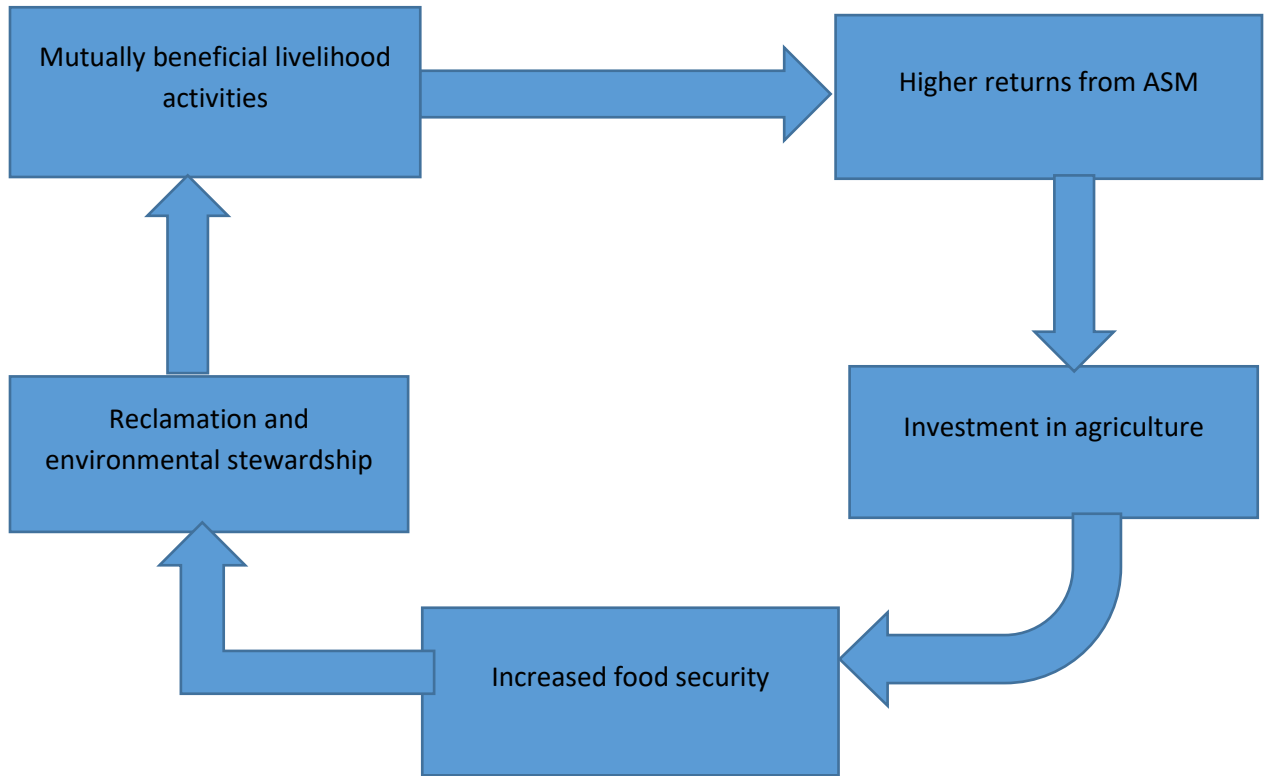 Mutually beneficial livelihood
activities
Higher returns from ASM
Reclamation and
environmental stewardship
Investment in agriculture
Increased food security